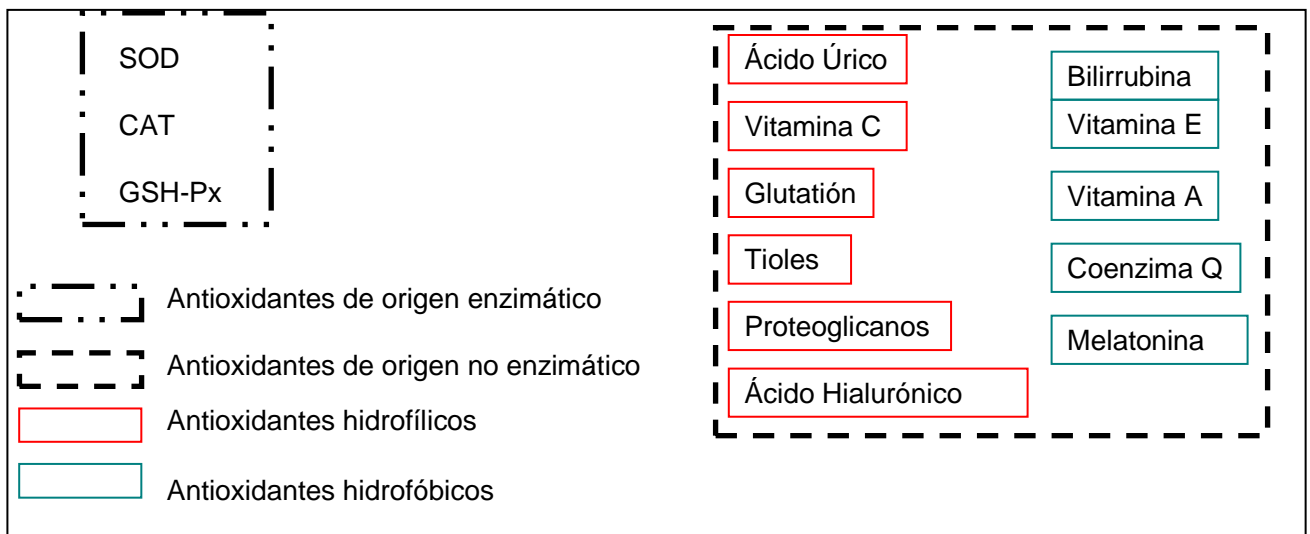 SOD
CAT
GSH-Px
Antioxidantes de origen enzimático
Antioxidantes de origen no enzimático
Antioxidantes hidrofílicos
Antioxidantes hidrofóbicos
Ácido Úrico
Vitamina C
Glutatión
Tioles
Proteoglicanos
Ácido Hialurónico
Bilirrubina
Vitamina E
Vitamina A
Coenzima Q
Melatonina